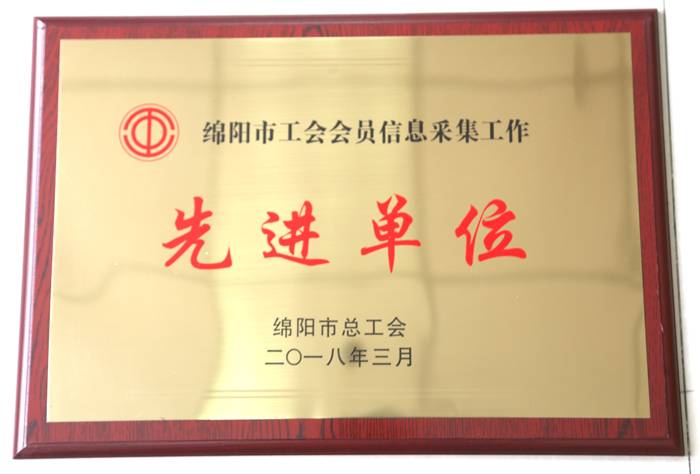 绵阳市工会会员信息采集工作
先进单位
绵阳市总工会
二〇一八年三月